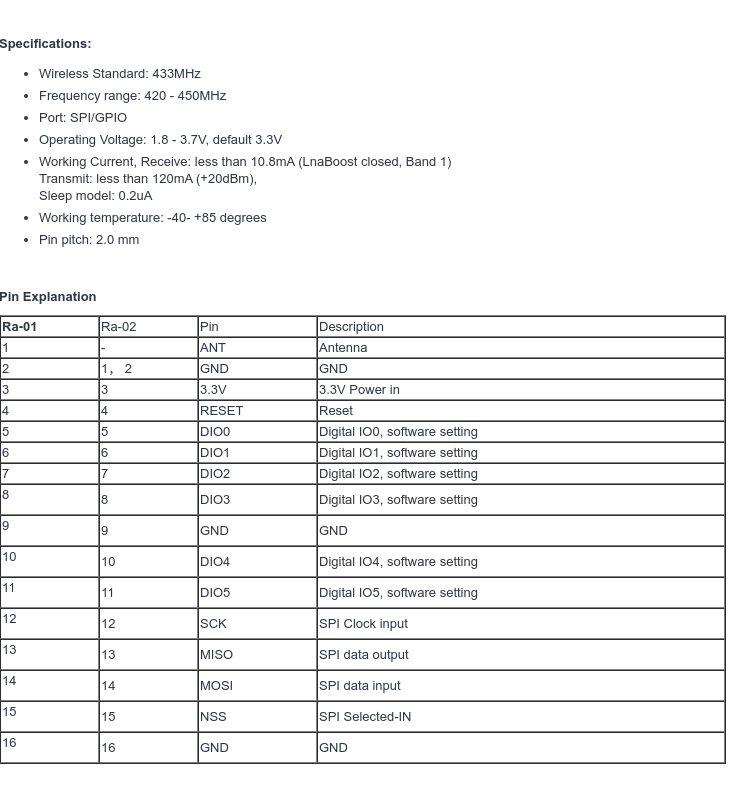 Specifications:
Wireless Standard: 433MHz
Frequency range: 420 - 450MHz
Port: SPI/GPIO
Operating Voltage: 1.8 - 3.7V, default 3.3V
Working Current, Receive: less than 10.8mA (LnaBoost closed, Band 1)
Transmit: less than 120mA (+20dBm),
Sleep model: 0.2uA
Working temperature: -40- +85 degrees
Pin pitch: 2.0 mm
Pin Explanation
Ra-01 Ra-02 Pin Description
1 - ANT Antenna
2 1， 2 GND GND
3 3 3.3V 3.3V Power in
4 4 RESET Reset
5 5 DIO0 Digital IO0, software setting
6 6 DIO1 Digital IO1, software setting
7 7 DIO2 Digital IO2, software setting
8 8 DIO3 Digital IO3, software setting
9 9 GND GND
10 10 DIO4 Digital IO4, software setting
11 11 DIO5 Digital IO5, software setting
12 12 SCK SPI Clock input
13 13 MISO SPI data output
14 14 MOSI SPI data input
15 15 NSS SPI Selected-IN
16 16 GND GND